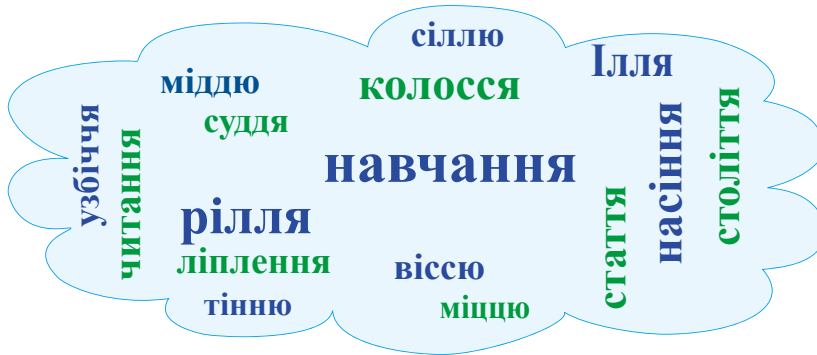 сіллю
Ілля
міддю
колосся
суддя
узбіччя
читання
навчання
насіння
століття
стаття
рілля
ліплення
віссю
тінню
міццю